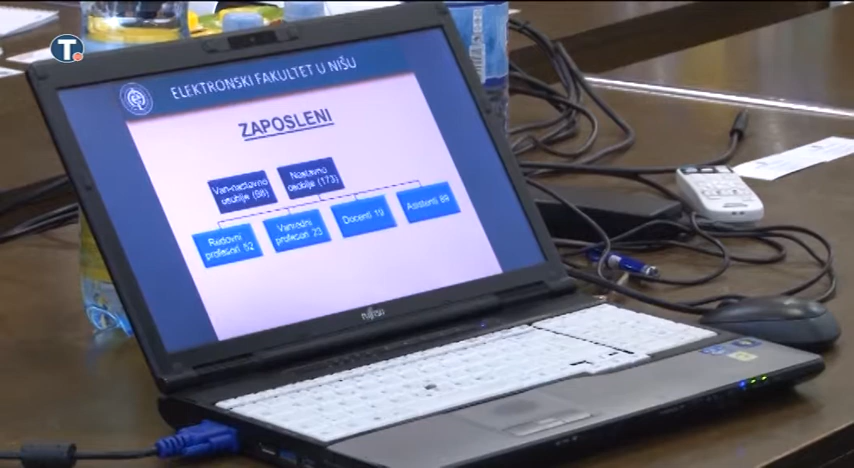 T.
ELEKTRONSKI FAKULTET U NIŠU
ZAPOSLENI
Van-nastavno
osoblje (98)
Nastavno
osoblje (173)
Redovni
profesori 52
Vanredni
profesori 23
Docenti 19
Asistenti 69
FUJITSU